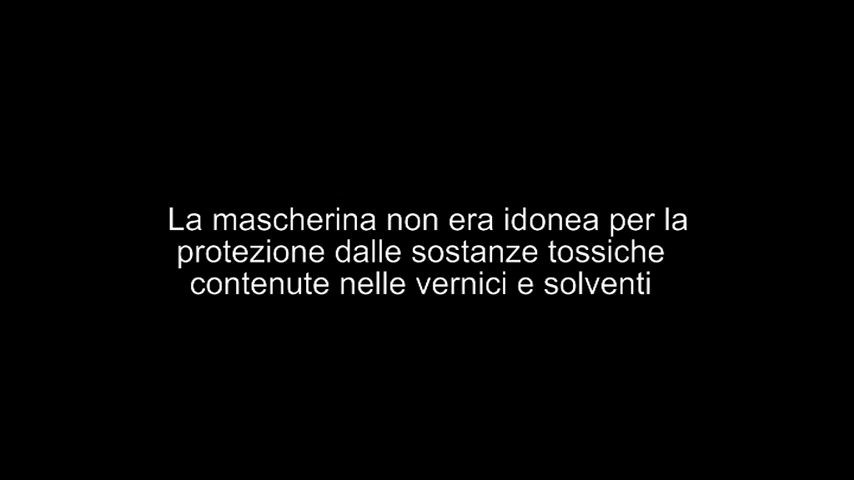 La mascherina non era idonea per la
protezione dalle sostanze tossiche
contenute nelle vernici e solventi